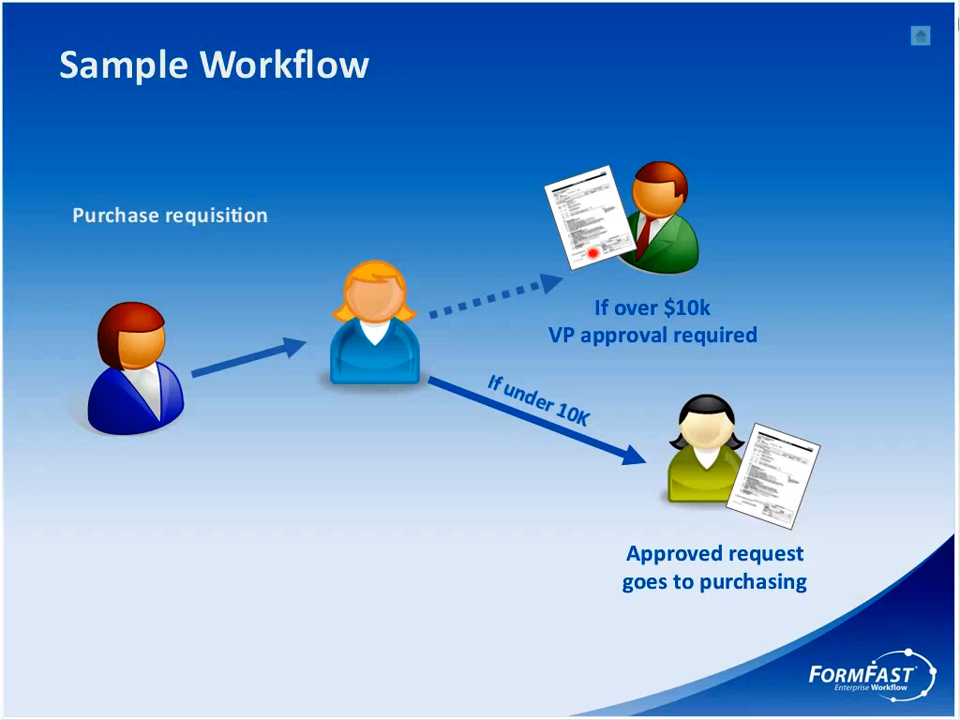 Sample Workflow
Purchase requisition
If over $10k
VP approval required
If under 10K
Approved request
goes to purchasing
FORMFAST
Enterprise Workflow